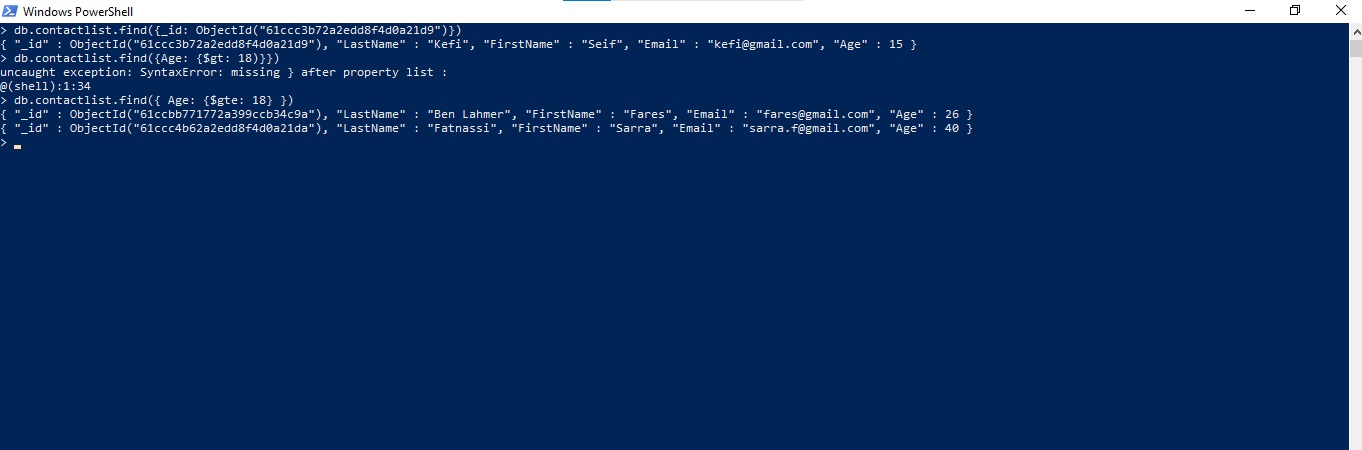 Windows PowerShell
> db.contactlist.find({_id: ObjectId("61ccc3b72a2edd8f4d0a21d9")})
{ "_id" : ObjectId("61ccc3b72a2edd8f4d0a21d9"), "LastName" : "Kefi", "FirstName" : "Seif", "Email" : "kefi@gmail.com", "Age" : 15 }
> db.contactlist.find({Age: {$gt: 18)}})
uncaught exception: SyntaxError: missing } after property list :
@(shell):1:34
> db.contactlist.find({ Age: {$gte: 18} })
{ "_id" : ObjectId("61ccbb771772a399ccb34c9a"), "LastName" : "Ben Lahmer", "FirstName" : "Fares", "Email" : "fares@gmail.com", "Age" : 26 }
{ "_id" : ObjectId("61ccc4b62a2edd8f4d0a21da"), "LastName" : "Fatnassi", "FirstName" : "Sarra", "Email" : "sarra.f@gmail.com", "Age" : 40 }
>